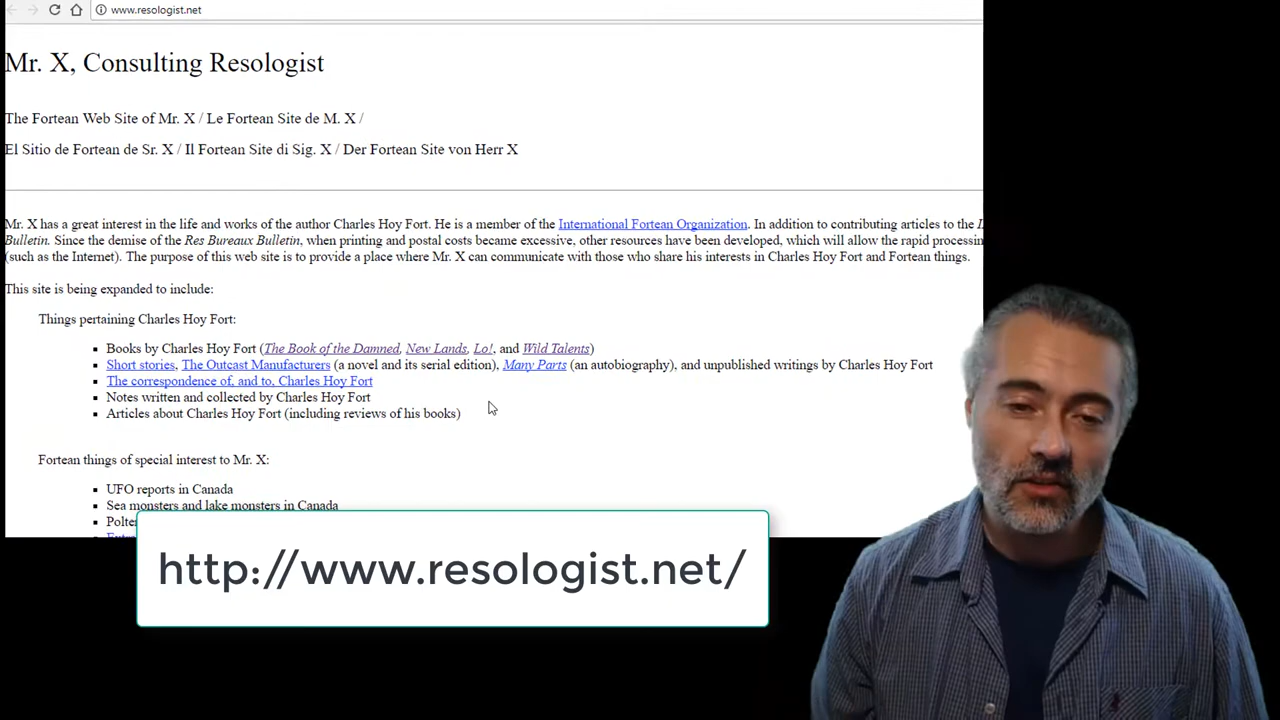 www.resologist.net
Mr. X, Consulting Resologist
The Fortean Web Site of Mr. X / Le Fortean Site de M. X /
El Sitio de Fortean de Sr. X / Il Fortean Site di Sig. X / Der Fortean Site von Herr X
Mr. X has a great interest in the life and works of the author Charles Hoy Fort. He is a member of the International Fortean Organization. In addition to contributing articles to the
Bulletin. Since the demise of the Res Bureaux Bulletin, when printing and postal costs became excessive, other resources have been developed, which will allow the rapid
(such as the Internet). The purpose of this web site is to provide a place where Mr. X can communicate with those who share his interests in Charles Hoy Fort and Fortean things.
This site is being expanded to include:
Things pertaining Charles Hoy Fort:
Books by Charles Hoy Fort (The Book of the Damned, New Lands, Lo!, and Wild Talents)
Short stories, The Outcast Manufacturers (a novel and its serial edition), Many Parts (an autobiography), and unpublished writings by Charles Hoy Fort
The correspondence of, and to, Charles Hoy Fort
Notes written and collected by Charles Hoy Fort
Articles about Charles Hoy Fort (including reviews of his books)
Fortean things of special interest to Mr. X:
UFO reports in Canada
Sea monsters and lake monsters in Canada
http://www.resologist.net/